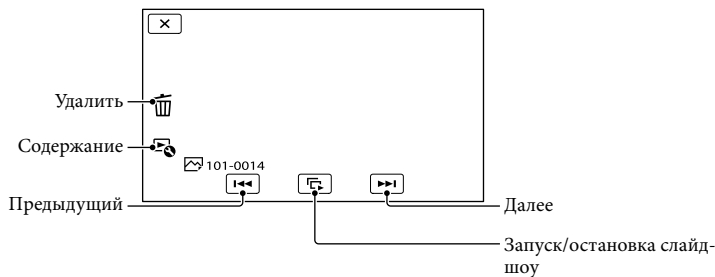 Удалить
Содержание
101-0014
Предыдущий
Далее
Запуск/остановка слайд-
шоу